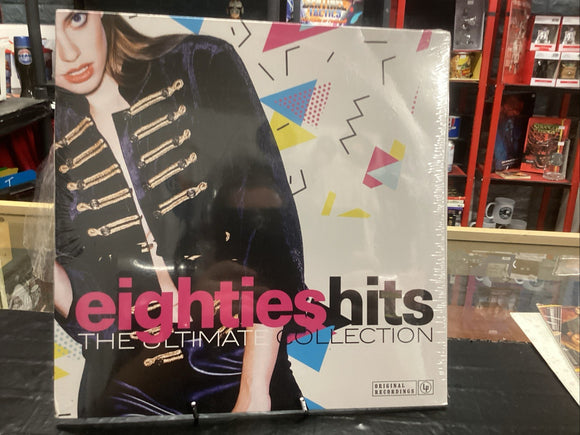 eightieshits
THE ULTIMATE COLLECTION
ORIGINAL
RECORDINGS
LP